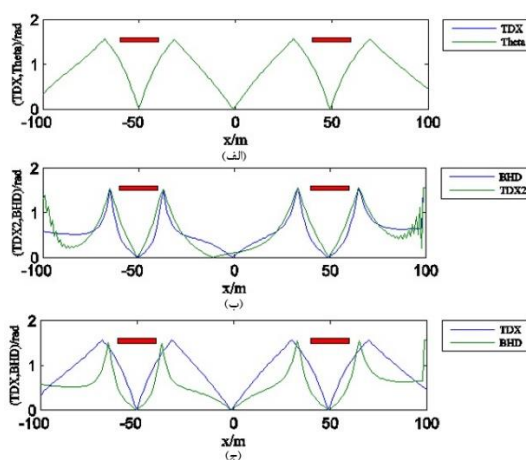 (TDX,Theta)/rad
2
1
0
-100 -50 0 50 100
x/m
(الف)
TDX
Theta
(TDX2,BHD)/rad
2
1
0
-100 -50 0 50 100
x/m
(ب)
BHD
TDX2
(TDX,BHD)/rad
2
1
0
-100 -50 0 50 100
x/m
(ج)
TDX
BHD